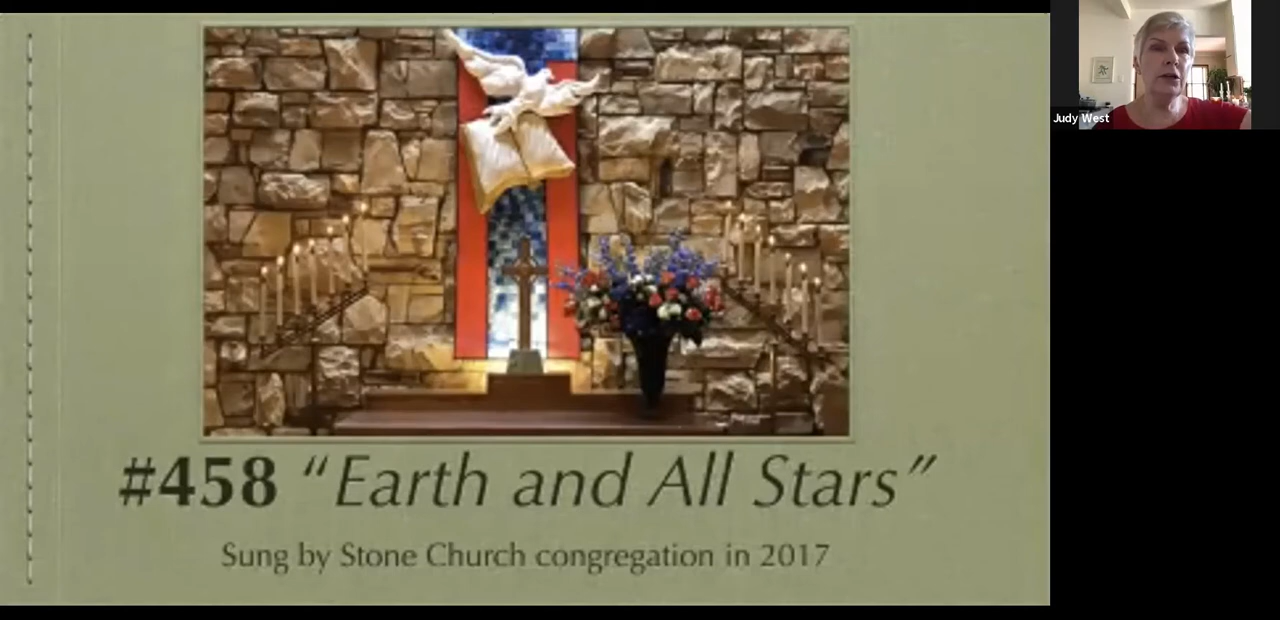 #458 “Earth and All Stars”
Sung by Stone Church congregation in 2017
Judy West